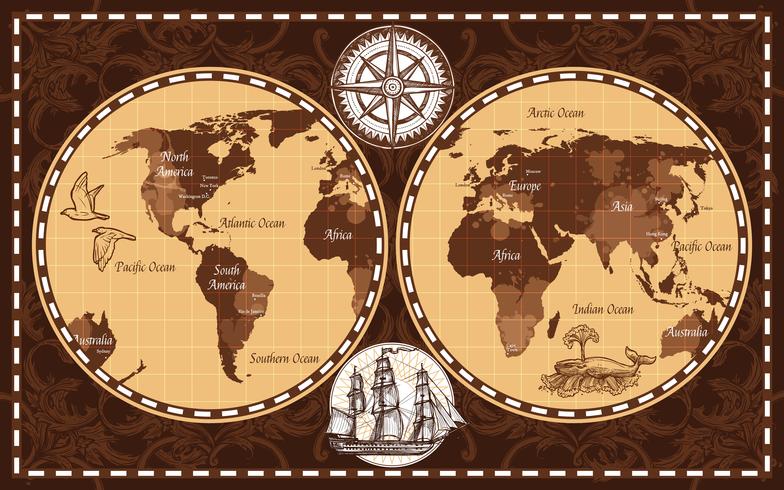 North
America
Toronto
New York
Washington D.C.
Atlantic Ocean
Pacific Ocean
South
America
Brasilia
Rio de Janeiro
Southern Ocean
Australia
Sydney
London
Rome
Africa
Arctic Ocean
Moscow
London
Europe
Rome
Asia
Beijing
Tokyo
Hong Kong
Pacific Ocean
Africa
Indian Ocean
Cape
Town
Australia